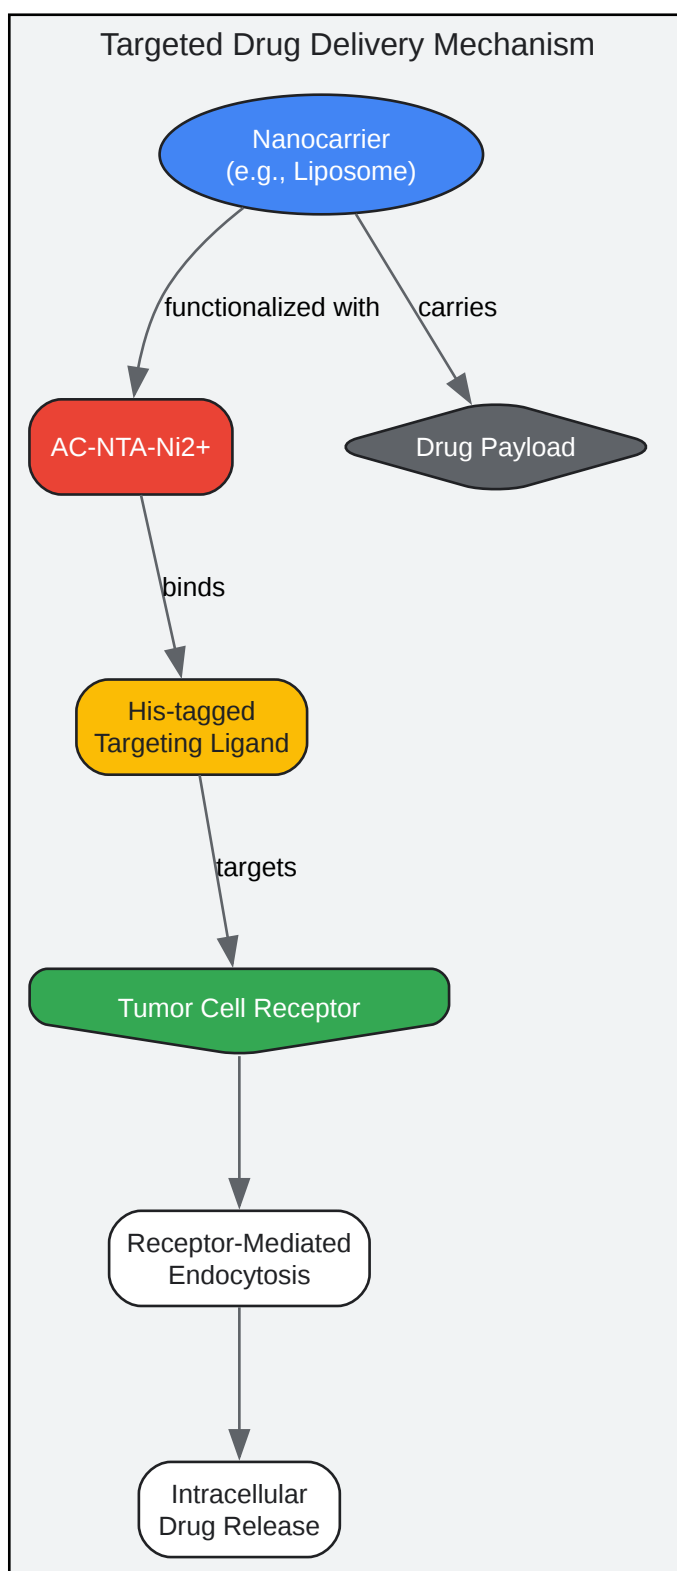 Targeted Drug Delivery Mechanism
Nanocarrier
(e.g., Liposome)
functionalized with
carries
AC-NTA-Ni2+
Drug Payload
binds
His-tagged
Targeting Ligand
targets
Tumor Cell Receptor
Receptor-Mediated
Endocytosis
Intracellular
Drug Release